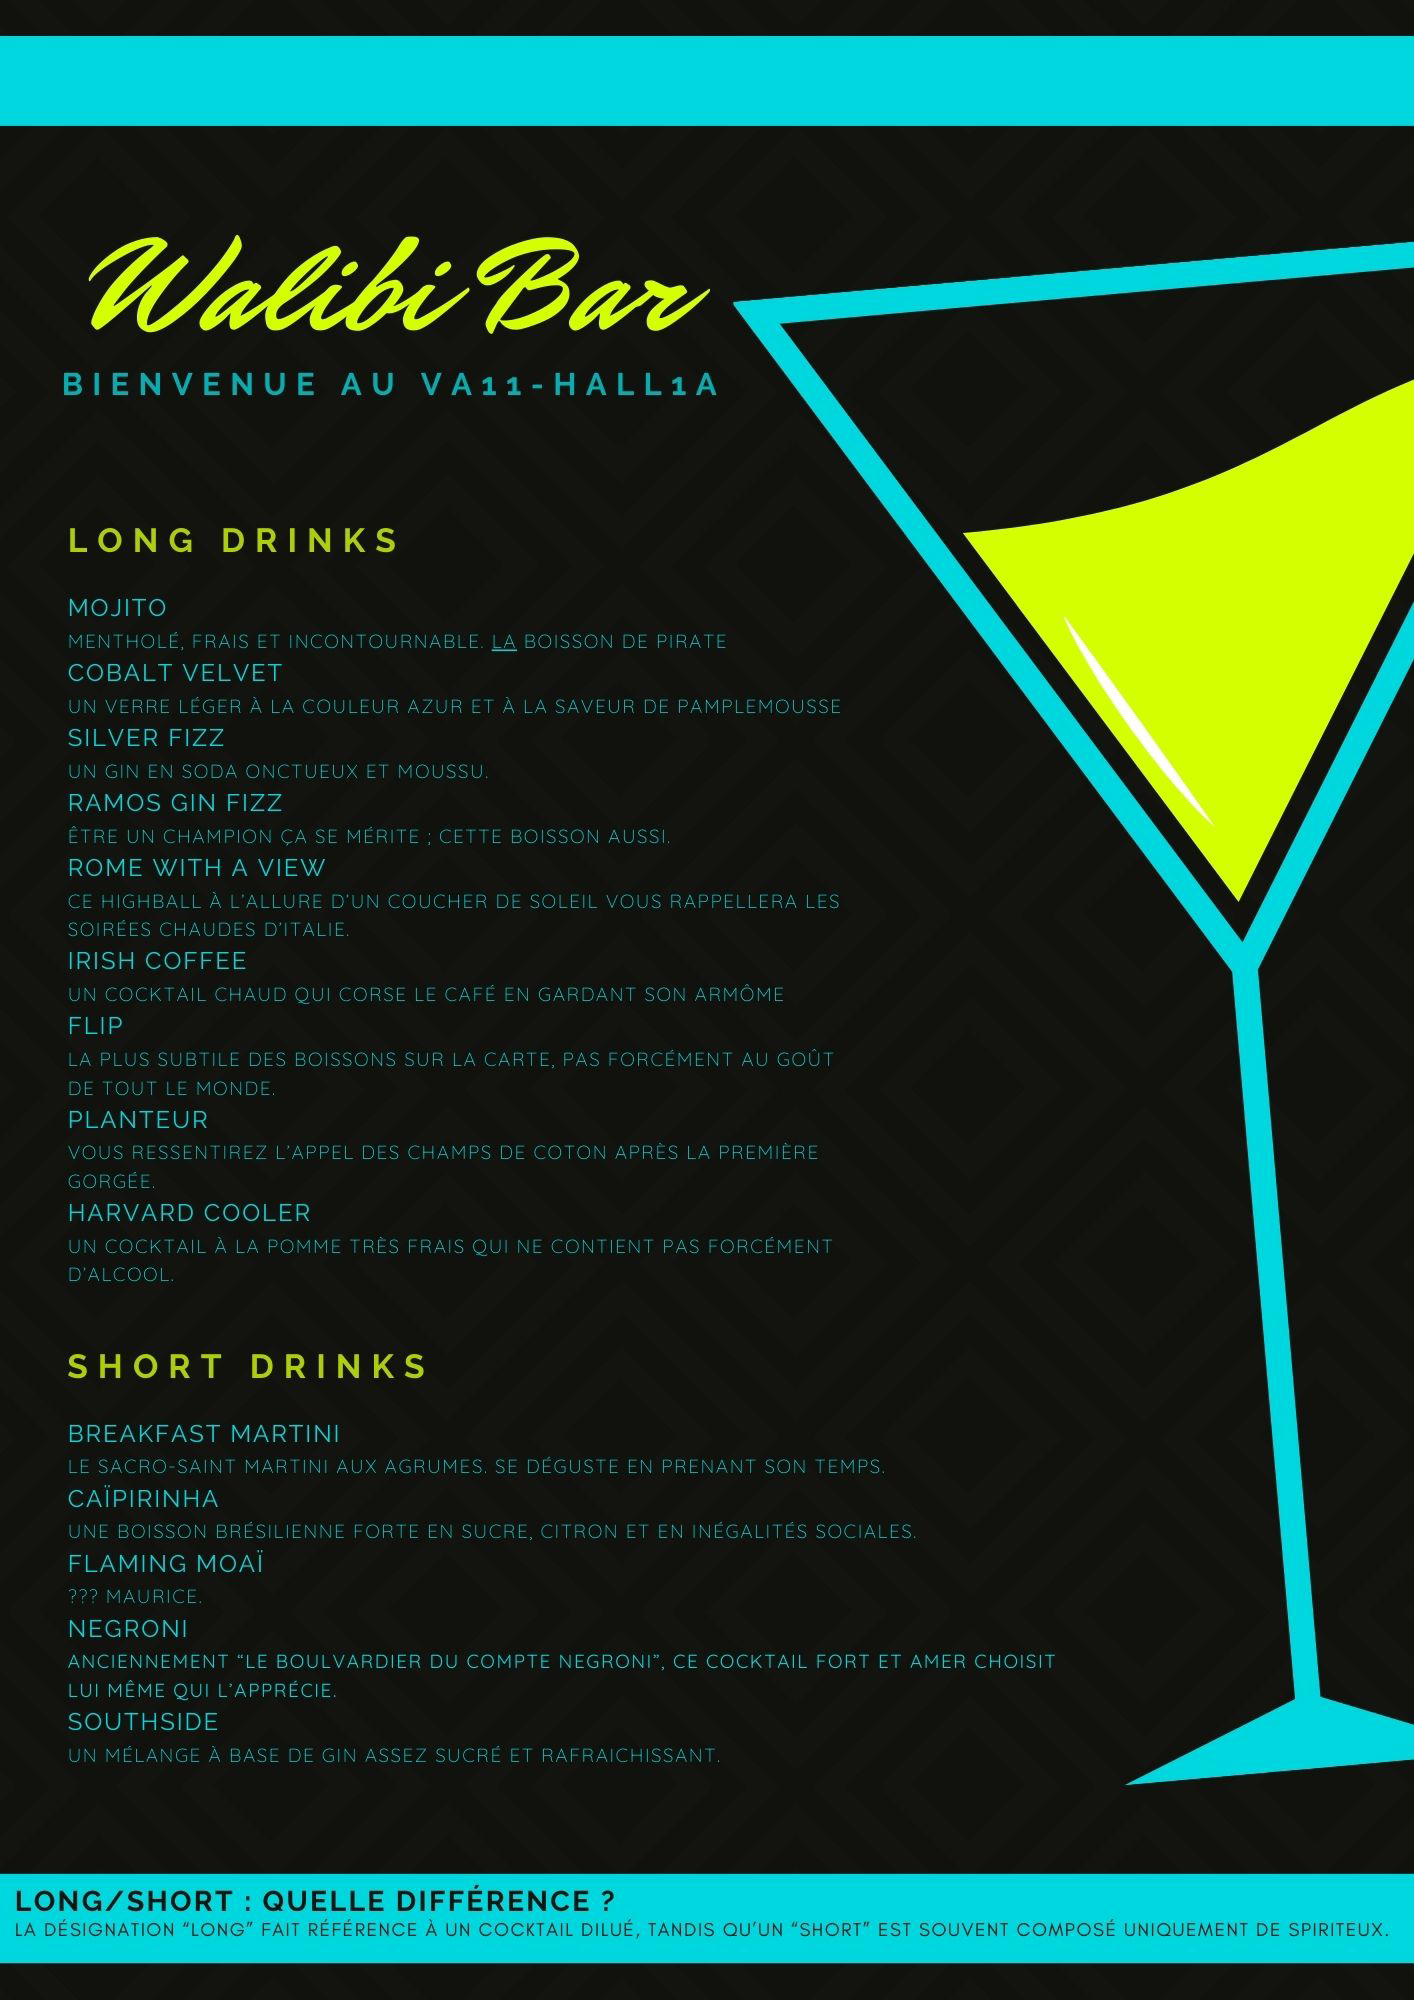 Walibi Bar
BIENVENUE AU VA11-HALL1A
LONG DRINKS
MOJITO
MENTHOLÉ, FRAIS ET INCONTOURNABLE. LA BOISSON DE PIRATE
COBALT VELVET
UN VERRE LÉGER À LA COULEUR AZUR ET À LA SAVEUR DE PAMPLEMOUSSE
SILVER FIZZ
UN GIN EN SODA ONCTUEUX ET MOUSSU.
RAMOS GIN FIZZ
ÊTRE UN CHAMPION ÇA SE MÉRITE ; CETTE BOISSON AUSSI.
ROME WITH A VIEW
CE HIGHBALL À L'ALLURE D'UN COUCHER DE SOLEIL VOUS RAPPELLERA LES
SOIRÉES CHAUDES D'ITALIE.
IRISH COFFEE
UN COCKTAIL CHAUD QUI CORSE LE CAFÉ EN GARDANT SON ARMÔME
FLIP
LA PLUS SUBTILE DES BOISSONS SUR LA CARTE, PAS FORCÉMENT AU GOÛT
DE TOUT LE MONDE.
PLANTEUR
VOUS RESSENTIREZ L'APPEL DES CHAMPS DE COTON APRÈS LA PREMIÈRE
GORGÉE.
HARVARD COOLER
UN COCKTAIL À LA POMME TRÈS FRAIS QUI NE CONTIENT PAS FORCÉMENT
D'ALCOOL.
SHORT DRINKS
BREAKFAST MARTINI
LE SACRO-SAINT MARTINI AUX AGRUMES. SE DÉGUSTE EN PRENANT SON TEMPS.
CAÏPIRINHA
UNE BOISSON BRÉSILIENNE FORTE EN SUCRE, CITRON ET EN INÉGALITÉS SOCIALES.
FLAMING MOAÏ
??? MAURICE.
NEGRONI
ANCIENNEMENT “LE BOULVARDIER DU COMPTE NEGRONI”, CE COCKTAIL FORT ET AMER CHOISIT
LUI MÊME QUI L'APPRÉCIE.
SOUTHSIDE
UN MÉLANGE À BASE DE GIN ASSEZ SUCRÉ ET RAFRAICHISSANT.
LONG/SHORT : QUELLE DIFFÉRENCE ?
LA DÉSIGNATION “LONG” FAIT RÉFÉRENCE À UN COCKTAIL DILUÉ, TANDIS QU'UN “SHORT” EST SOUVENT COMPOSÉ UNIQUEMENT DE SPIRITEUX.